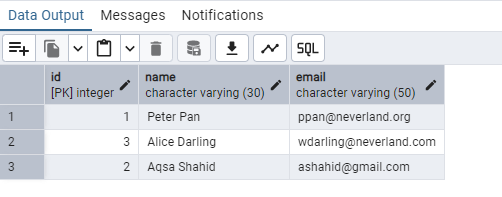 Data Output Messages Notifications
SQL
id name email
[PK] integer character varying (30) character varying (50)
1 1 Peter Pan ppan@neverland.org
2 3 Alice Darling wdarling@neverland.com
3 2 Aqsa Shahid ashahid@gmail.com